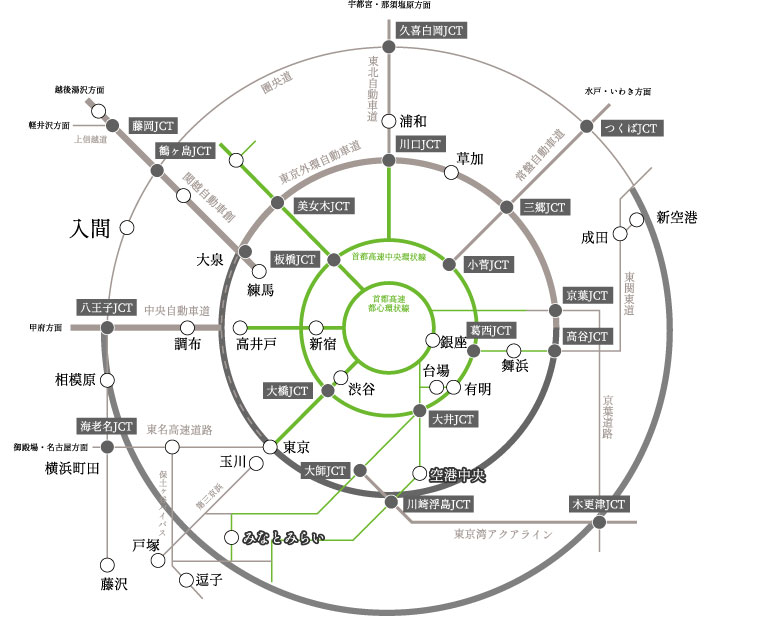 宇都宮・那須塩原方面
久喜白岡JCT
東北自動車道
圏央道
越後湯沢方面
水戸・いわき方面
浦和
軽井沢方面
藤岡JCT
つくばJCT
上信越道
鶴ヶ島JCT
川口JCT
草加
東京外環自動車道
常盤自動車道
関越自動車創
美女木JCT
三郷JCT
新空港
入間
成田
大泉
板橋JCT
首都高速中央環状線
小菅JCT
練馬
東関東道
首都高速
都心環状線
京葉JCT
八王子JCT
中央自動車道
甲府方面
調布
高井戸
新宿
銀座
葛西JCT
高谷JCT
舞浜
相模原
台場
大橋JCT
渋谷
有明
京葉道路
海老名JCT
東名高速道路
大井JCT
御殿場・名古屋方面
東京
横浜町田
玉川
大師JCT
空港中央
保土ヶ谷バイパス
第三京浜
川崎浮島JCT
木更津JCT
みなとみらい
東京湾アクアライン
戸塚
藤沢
逗子